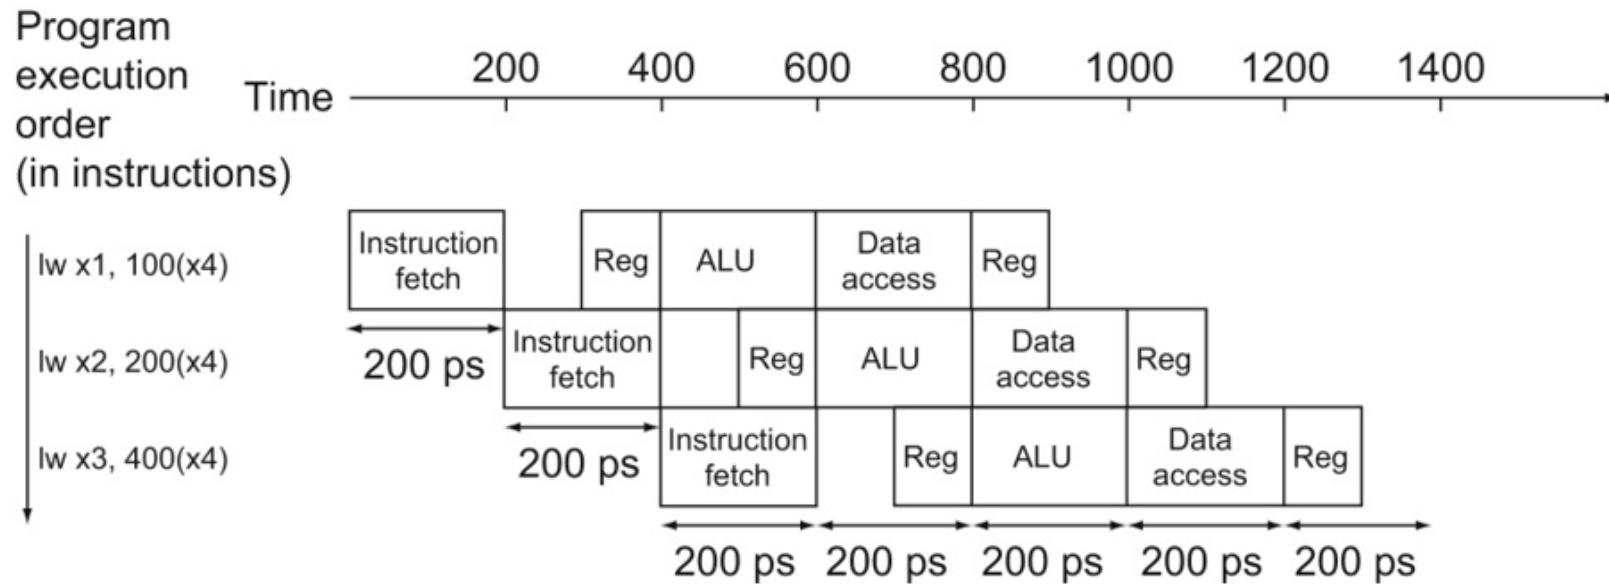 Program
execution
order
(in instructions)
Time
200 400 600 800 1000 1200 1400
lw x1, 100(x4)
Instruction
fetch
Reg
ALU
Data
access
Reg
200 ps
lw x2, 200(x4)
Instruction
fetch
Reg
ALU
Data
access
Reg
200 ps
lw x3, 400(x4)
Instruction
fetch
Reg
ALU
Data
access
Reg
200 ps 200 ps 200 ps 200 ps 200 ps